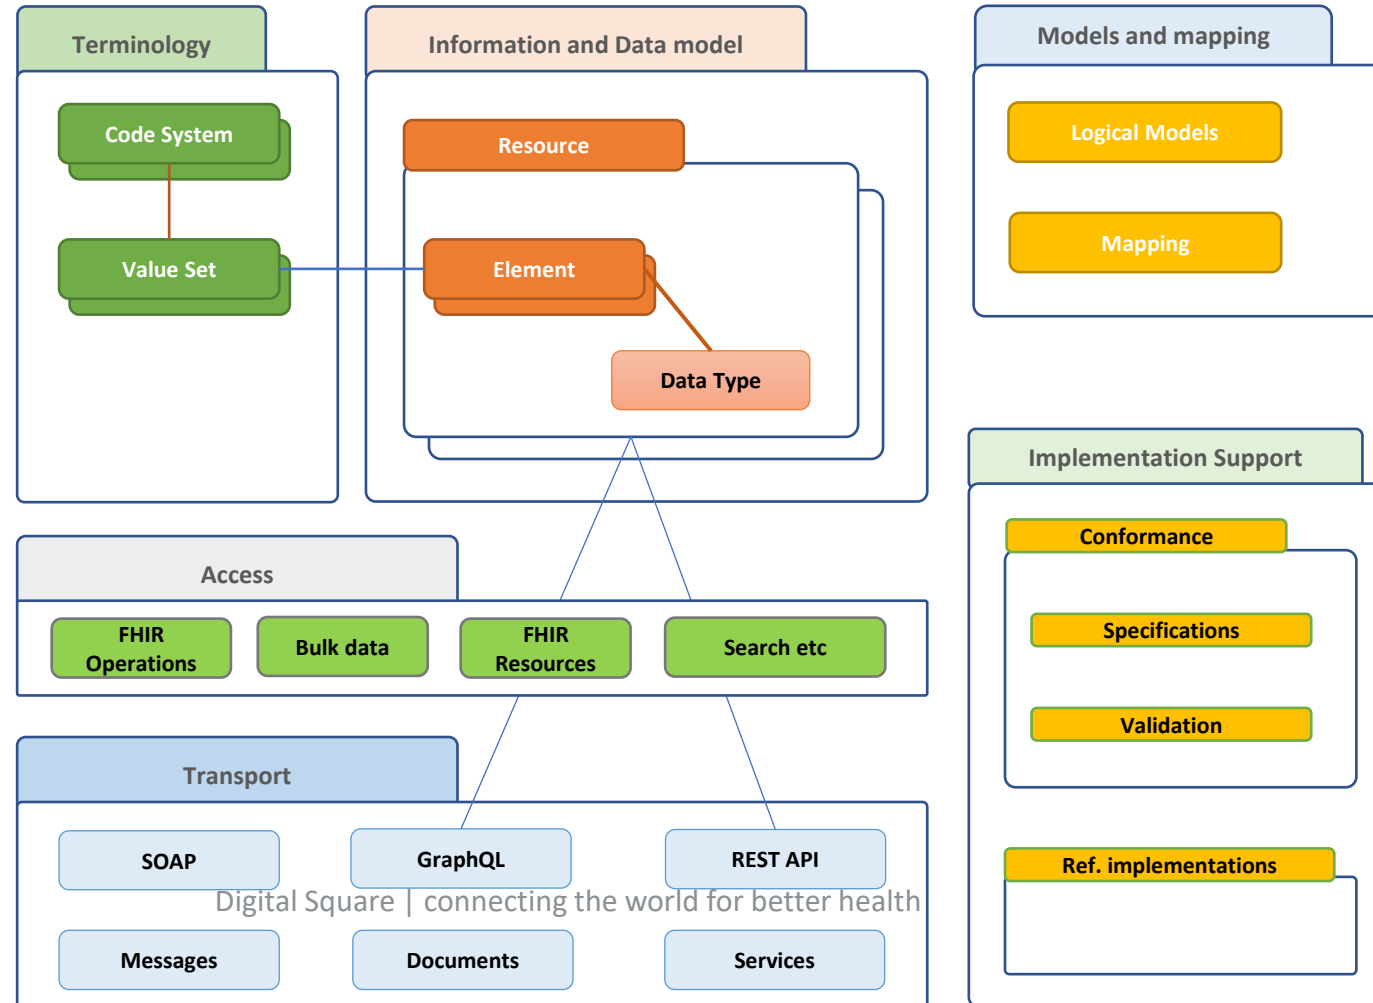 Terminology
Code System
Value Set
Information and Data model
Resource
Element
Data Type
Models and mapping
Logical Models
Mapping
Access
FHIR
Operations
Bulk data
FHIR
Resources
Search etc
Transport
SOAP
GraphQL
REST API
Digital Square | connecting the world for better health
Messages
Documents
Services
Implementation Support
Conformance
Specifications
Validation
Ref. implementations